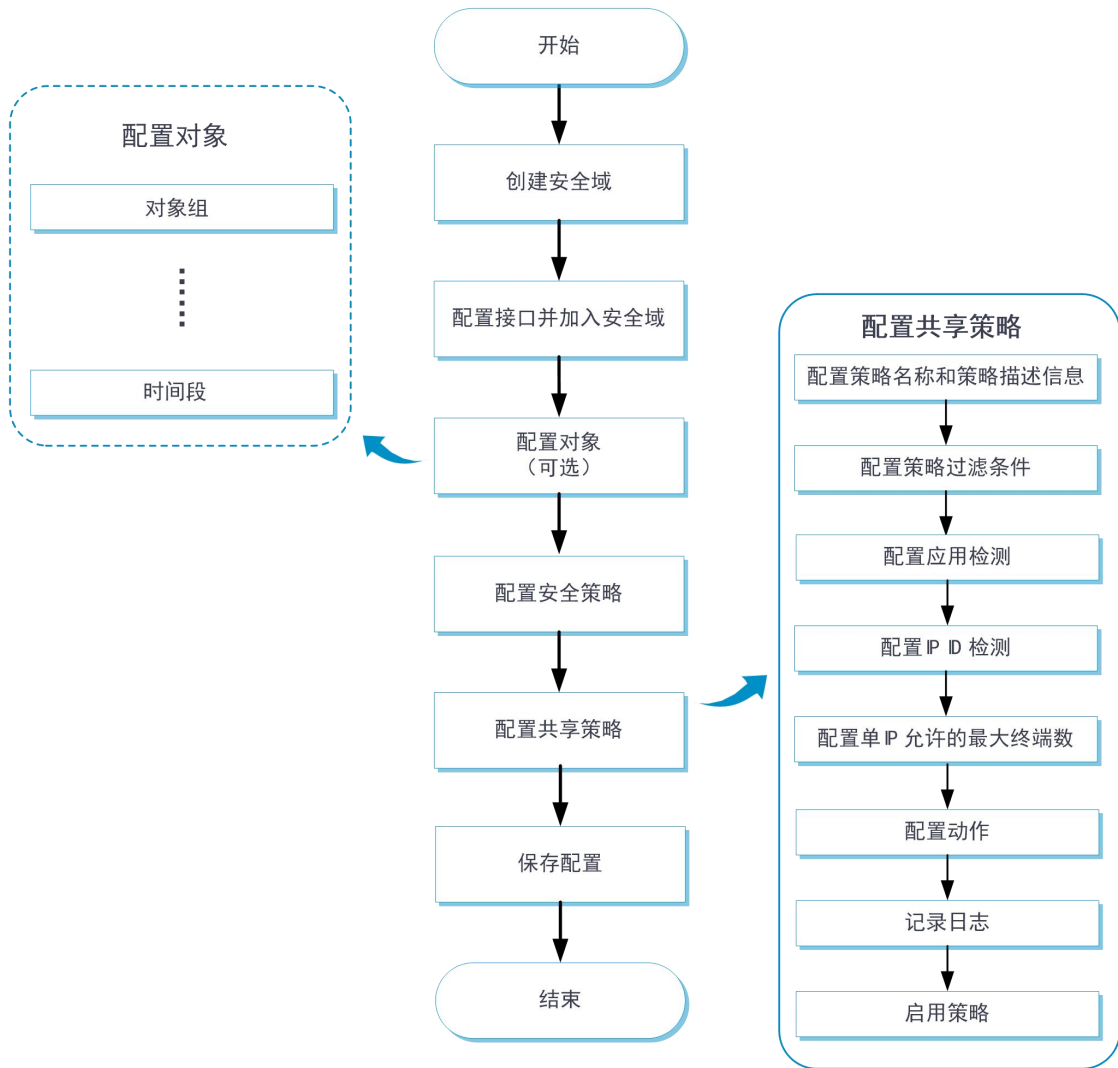 开始
创建安全域
配置接口并加入安全域
配置对象
（可选）
配置安全策略
配置共享策略
保存配置
结束
配置对象
对象组
时间段
配置共享策略
配置策略名称和策略描述信息
配置策略过滤条件
配置应用检测
配置IP ID 检测
配置单IP 允许的最大终端数
配置动作
记录日志
启用策略